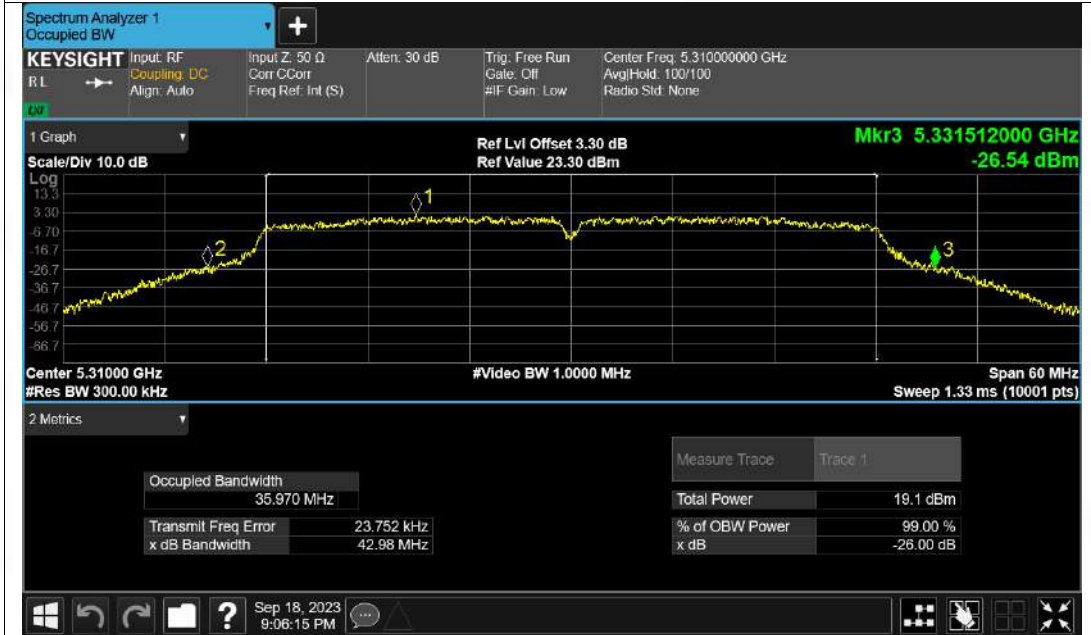 Spectrum Analyzer 1
Occupied BW
+
KEYSIGHT Input: RF Input Z: 50 Ω Atten: 30 dB Trig: Free Run Center Freq: 5.310000000 GHz
R L Coupling: DC Corr CCorr Gate: Off Avg|Hold: 100/100
Align: Auto Freq Ref: Int (S) #IF Gain: Low Radio Std: None
LXI
1 Graph Ref Lvl Offset 3.30 dB Mkr3 5.331512000 GHz
Scale/Div 10.0 dB Ref Value 23.30 dBm -26.54 dBm
Log
13.3
3.30 1
-6.70
-16.7 2 3
-26.7
-36.7
-46.7
-56.7
-66.7
Center 5.31000 GHz #Video BW 1.0000 MHz Span 60 MHz
#Res BW 300.00 kHz Sweep 1.33 ms (10001 pts)
2 Metrics
Measure Trace Trace 1
Occupied Bandwidth
35.970 MHz Total Power 19.1 dBm
Transmit Freq Error 23.752 kHz % of OBW Power 99.00 %
x dB Bandwidth 42.98 MHz x dB -26.00 dB
? Sep 18, 2023
9:06:15 PM